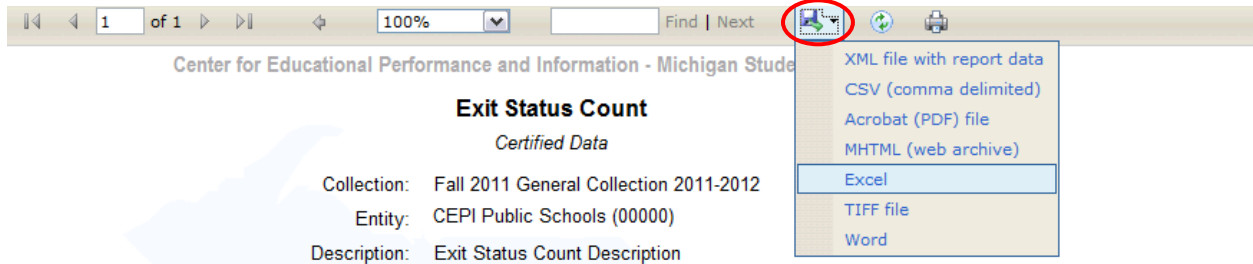 1 of 1 100% Find | Next
Center for Educational Performance and Information - Michigan Stude
Exit Status Count
Certified Data
Collection: Fall 2011 General Collection 2011-2012
Entity: CEPI Public Schools (00000)
Description: Exit Status Count Description
XML file with report data
CSV (comma delimited)
Acrobat (PDF) file
MHTML (web archive)
Excel
TIFF file
Word